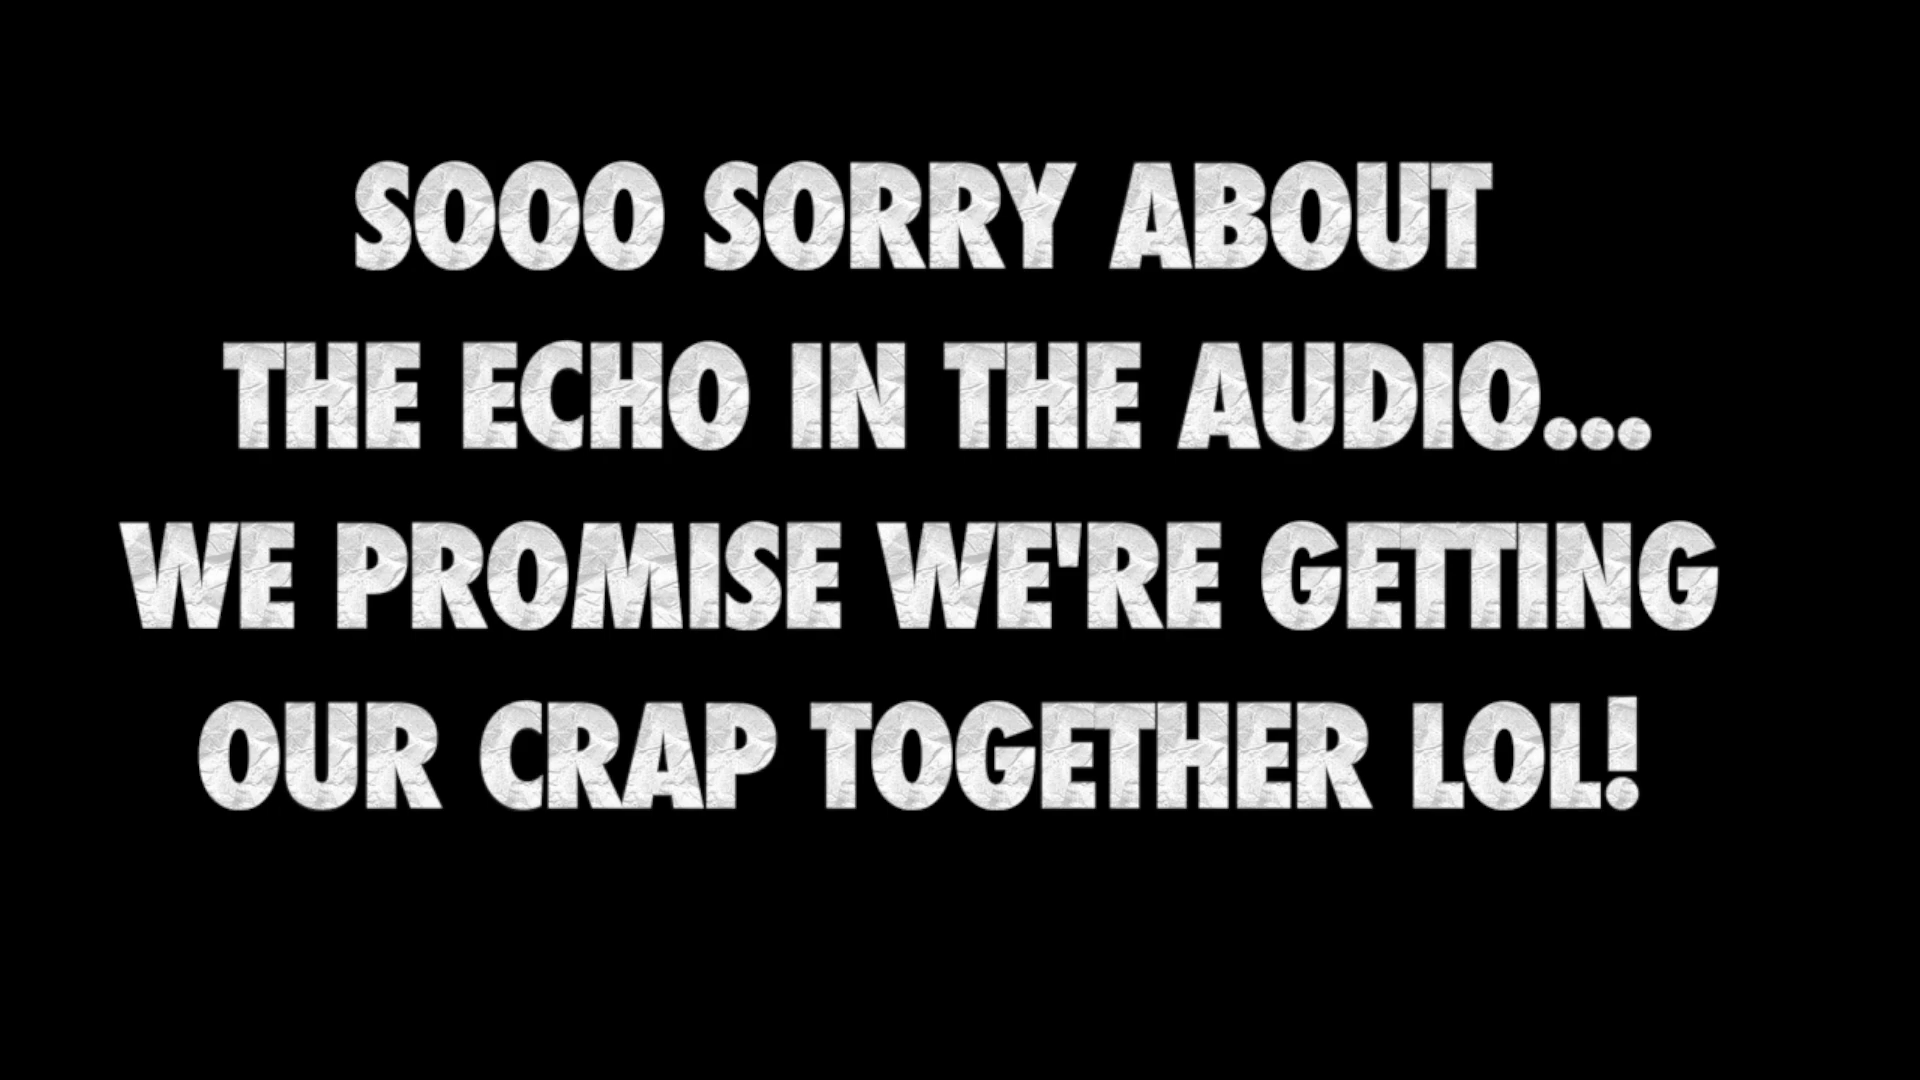 SOOO SORRY ABOUT
THE ECHO IN THE AUDIO...
WE PROMISE WE'RE GETTING
OUR CRAP TOGETHER LOL!